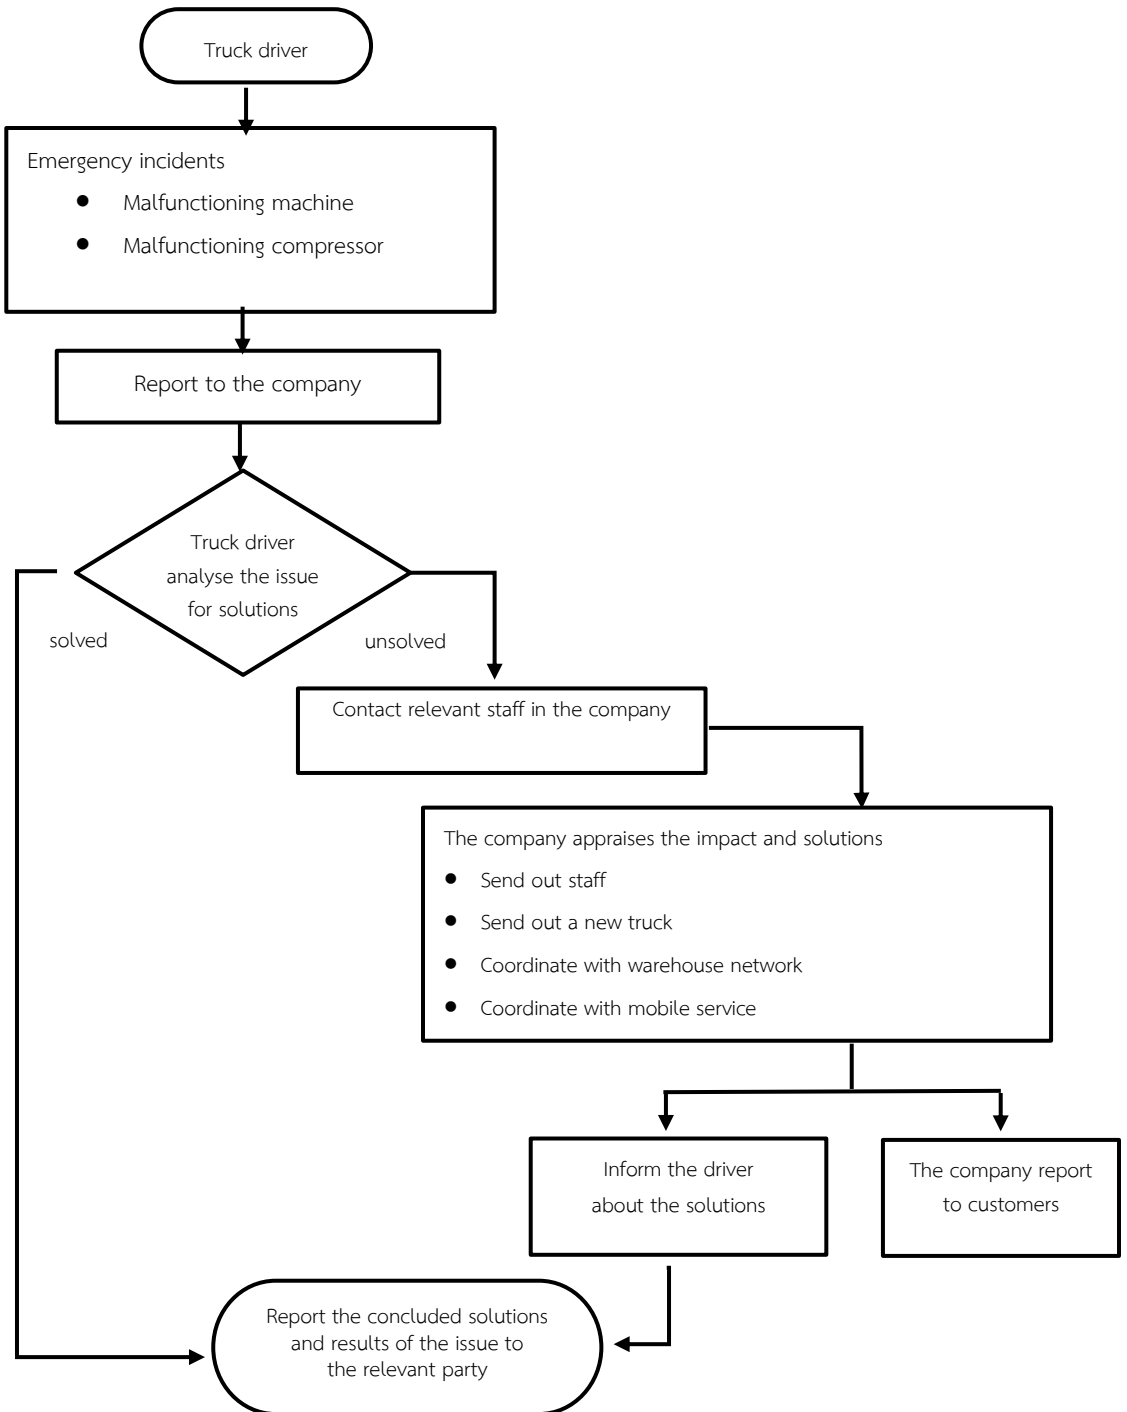 Truck driver
Emergency incidents
● Malfunctioning machine
● Malfunctioning compressor
Report to the company
Truck driver
analyse the issue
for solutions
solved
unsolved
Contact relevant staff in the company
The company appraises the impact and solutions
● Send out staff
● Send out a new truck
● Coordinate with warehouse network
● Coordinate with mobile service
Inform the driver
about the solutions
The company report
to customers
Report the concluded solutions
and results of the issue to
the relevant party